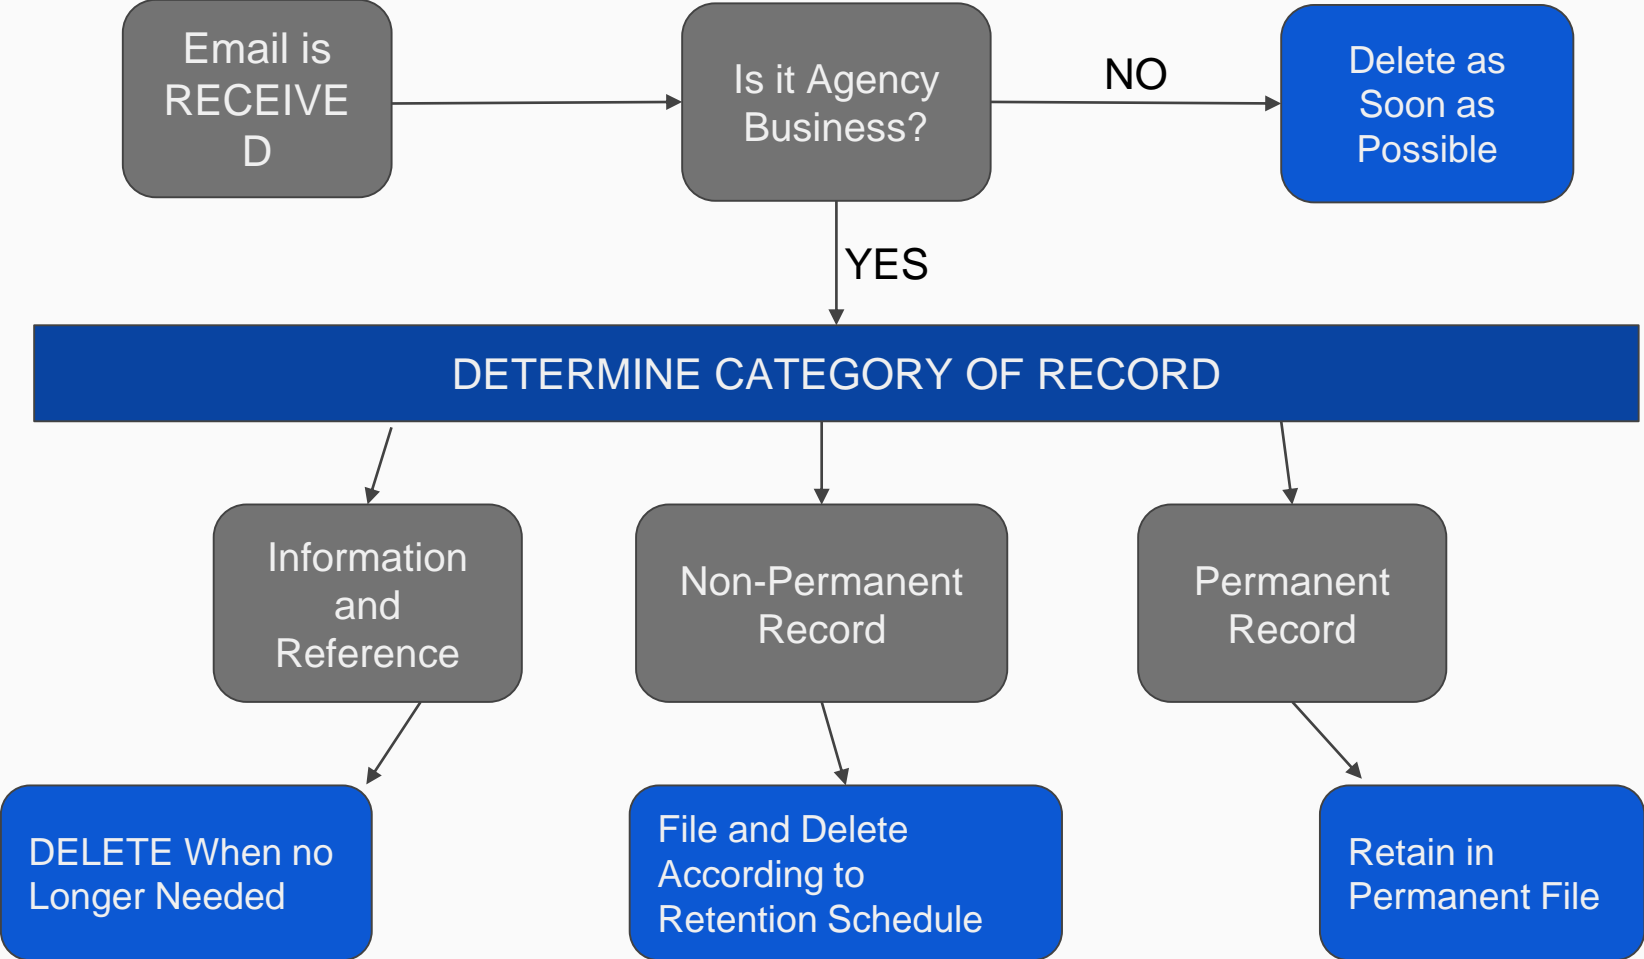 Email is
RECEIVE
D
Is it Agency
Business?
NO
Delete as
Soon as
Possible
YES
DETERMINE CATEGORY OF RECORD
Information
and
Reference
Non-Permanent
Record
Permanent
Record
DELETE When no
Longer Needed
File and Delete
According to
Retention Schedule
Retain in
Permanent File